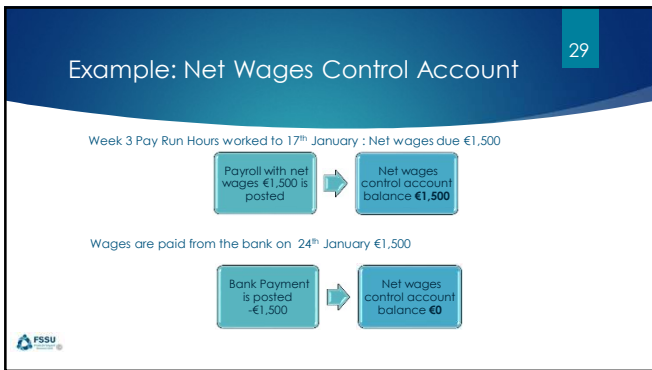 29
Example: Net Wages Control Account
Week 3 Pay Run Hours worked to 17th January : Net wages due €1,500
Payroll with net
wages €1,500 is
posted
Net wages
control account
balance €1,500
Wages are paid from the bank on 24th January €1,500
Bank Payment
is posted
-€1,500
Net wages
control account
balance €0
FSSU